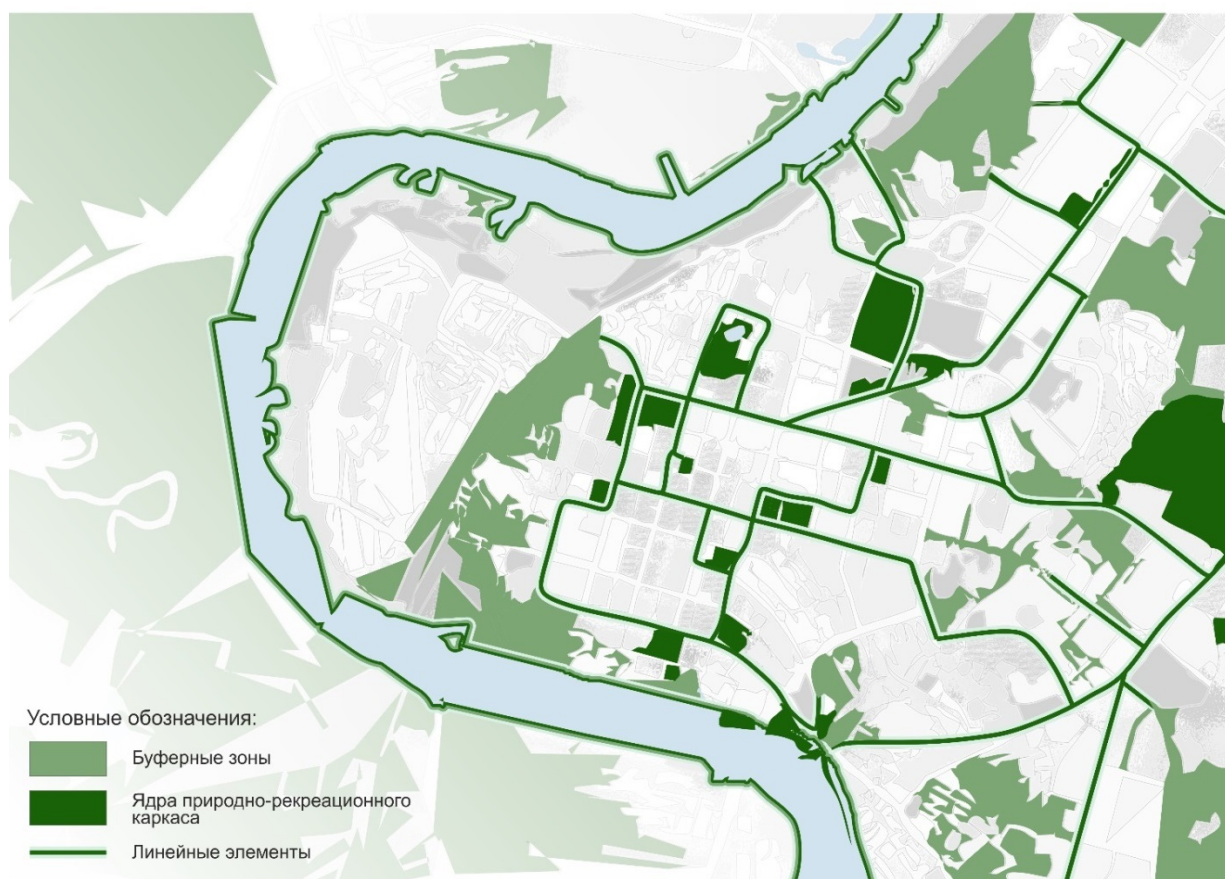 Условные обозначения:
Буферные зоны
Ядра природно-рекреационного
каркаса
Линейные элементы